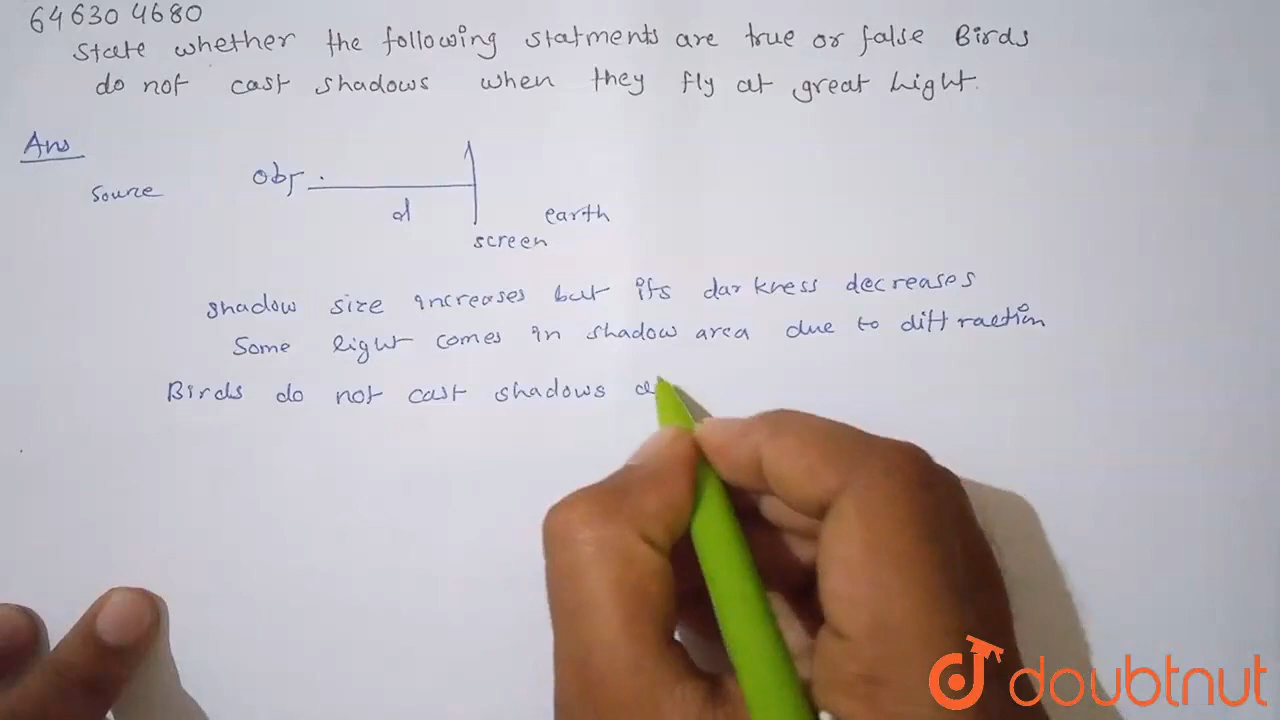 646304680
State whether the following statments are true or false Birds
do not cast shadows when they fly at great hight.
Ans
Source
Obj.
d
earth
screen
shadow size increases but its darkness decreases
Some light comes in shadow area due to diffraction
Birds do not cast shadows a
doubtnut